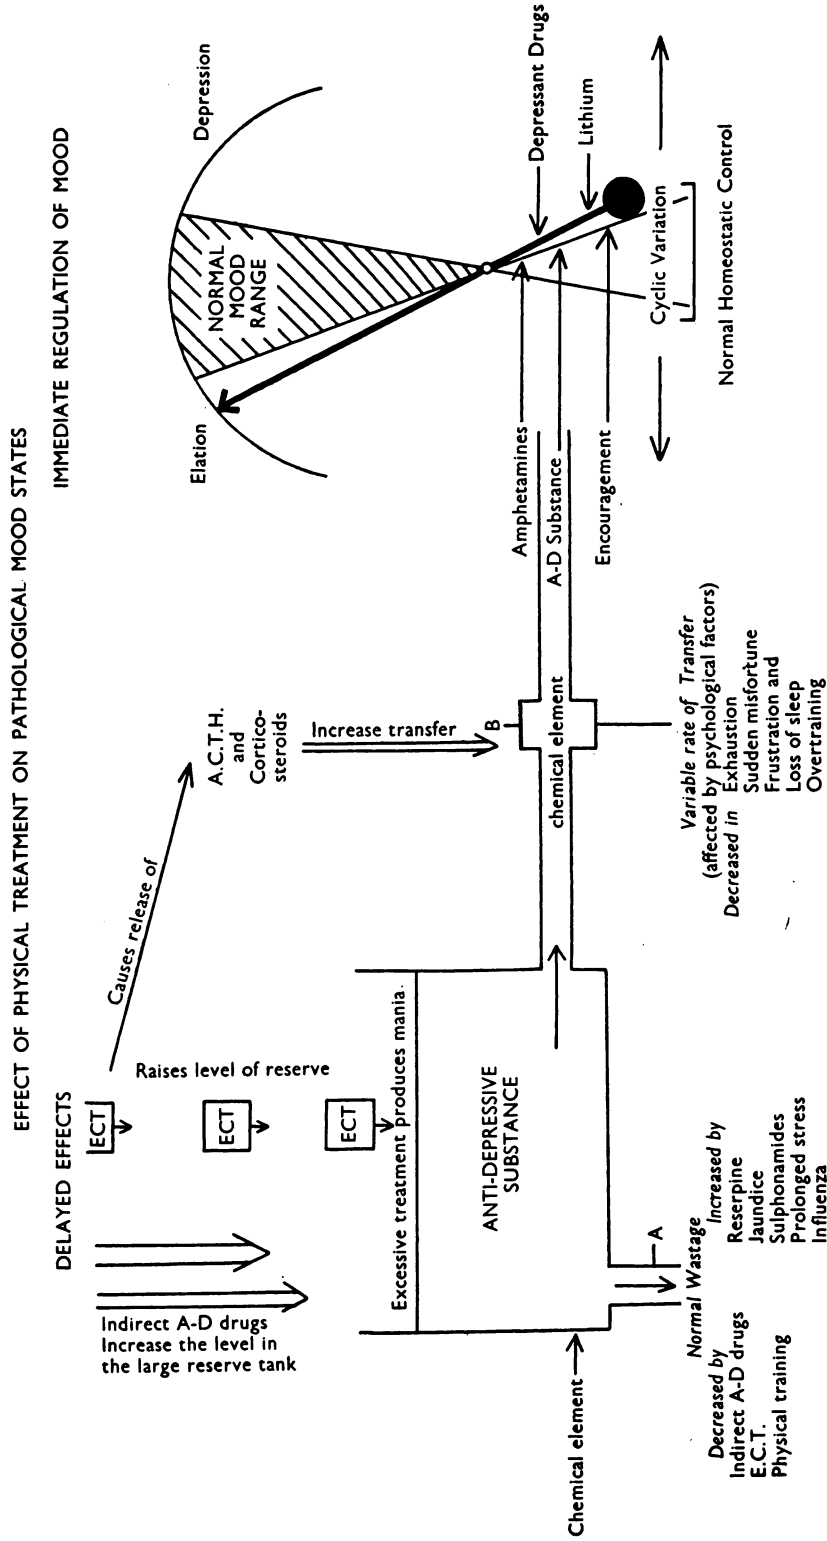 EFFECT OF PHYSICAL TREATMENT ON PATHOLOGICAL MOOD STATES
DELAYED EFFECTS
IMMEDIATE REGULATION OF MOOD
Indirect A-D drugs
Increase the level in
the large reserve tank
ECT
ECT
ECT
Raises level of reserve
Causes release of
A.C.T.H.
and
Cortico-
steroids
Increase transfer
Excessive treatment produces mania.
ANTI-DEPRESSIVE
SUBSTANCE
Chemical element
A
Normal Wastage
Decreased by
Indirect A-D drugs
E.C.T.
Physical training
Increased by
Reserpine
Jaundice
Sulphonamides
Prolonged stress
Influenza
B
chemical element
Variable rate of Transfer
(affected by psychological factors)
Decreased in Exhaustion
Sudden misfortune
Frustration and
Loss of sleep
Overtraining
Elation
NORMAL
MOOD
RANGE
Depression
Amphetamines
A-D Substance
Encouragement
Depressant Drugs
Lithium
Cyclic Variation
Normal Homeostatic Control